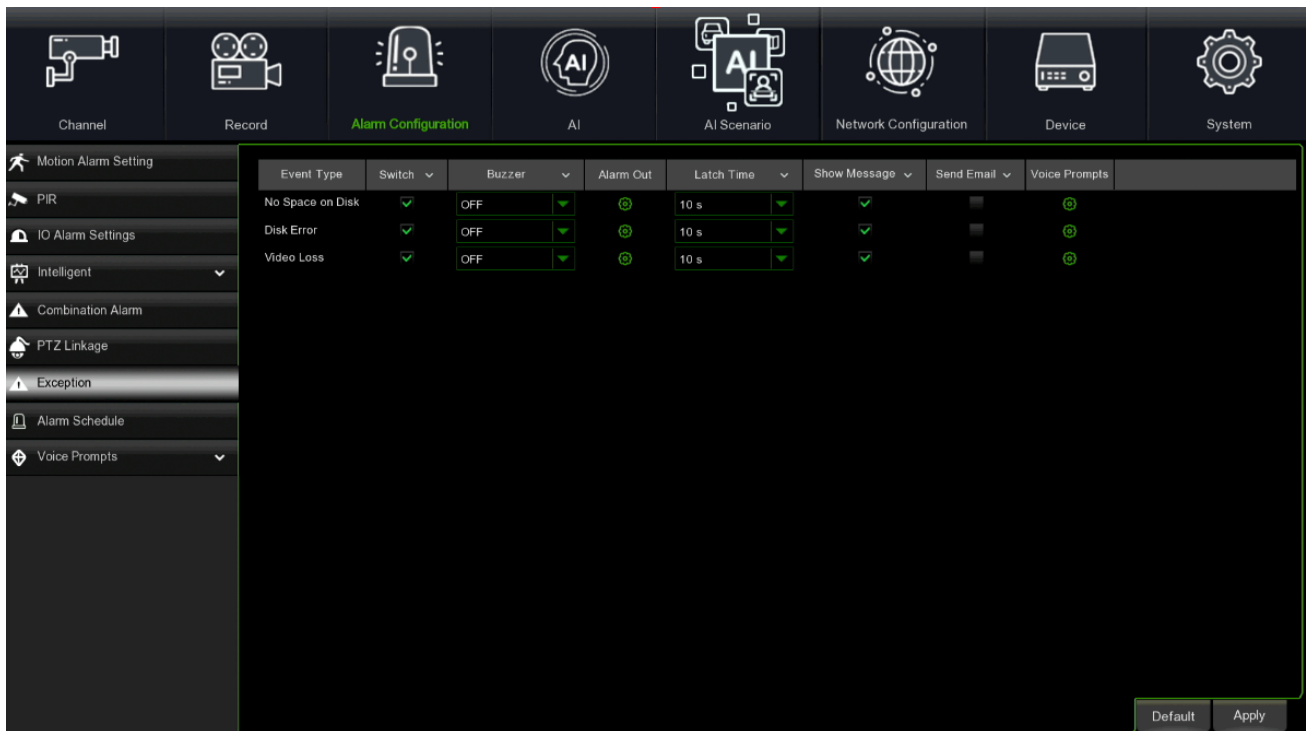 AI
AI
Channel Record Alarm Configuration AI AI Scenario Network Configuration Device System
Motion Alarm Setting
PIR
IO Alarm Settings
Intelligent
Combination Alarm
PTZ Linkage
Exception
Alarm Schedule
Voice Prompts
Event Type Switch Buzzer Alarm Out Latch Time Show Message Send Email Voice Prompts
No Space on Disk OFF 10 s
Disk Error OFF 10 s
Video Loss OFF 10 s
Default Apply